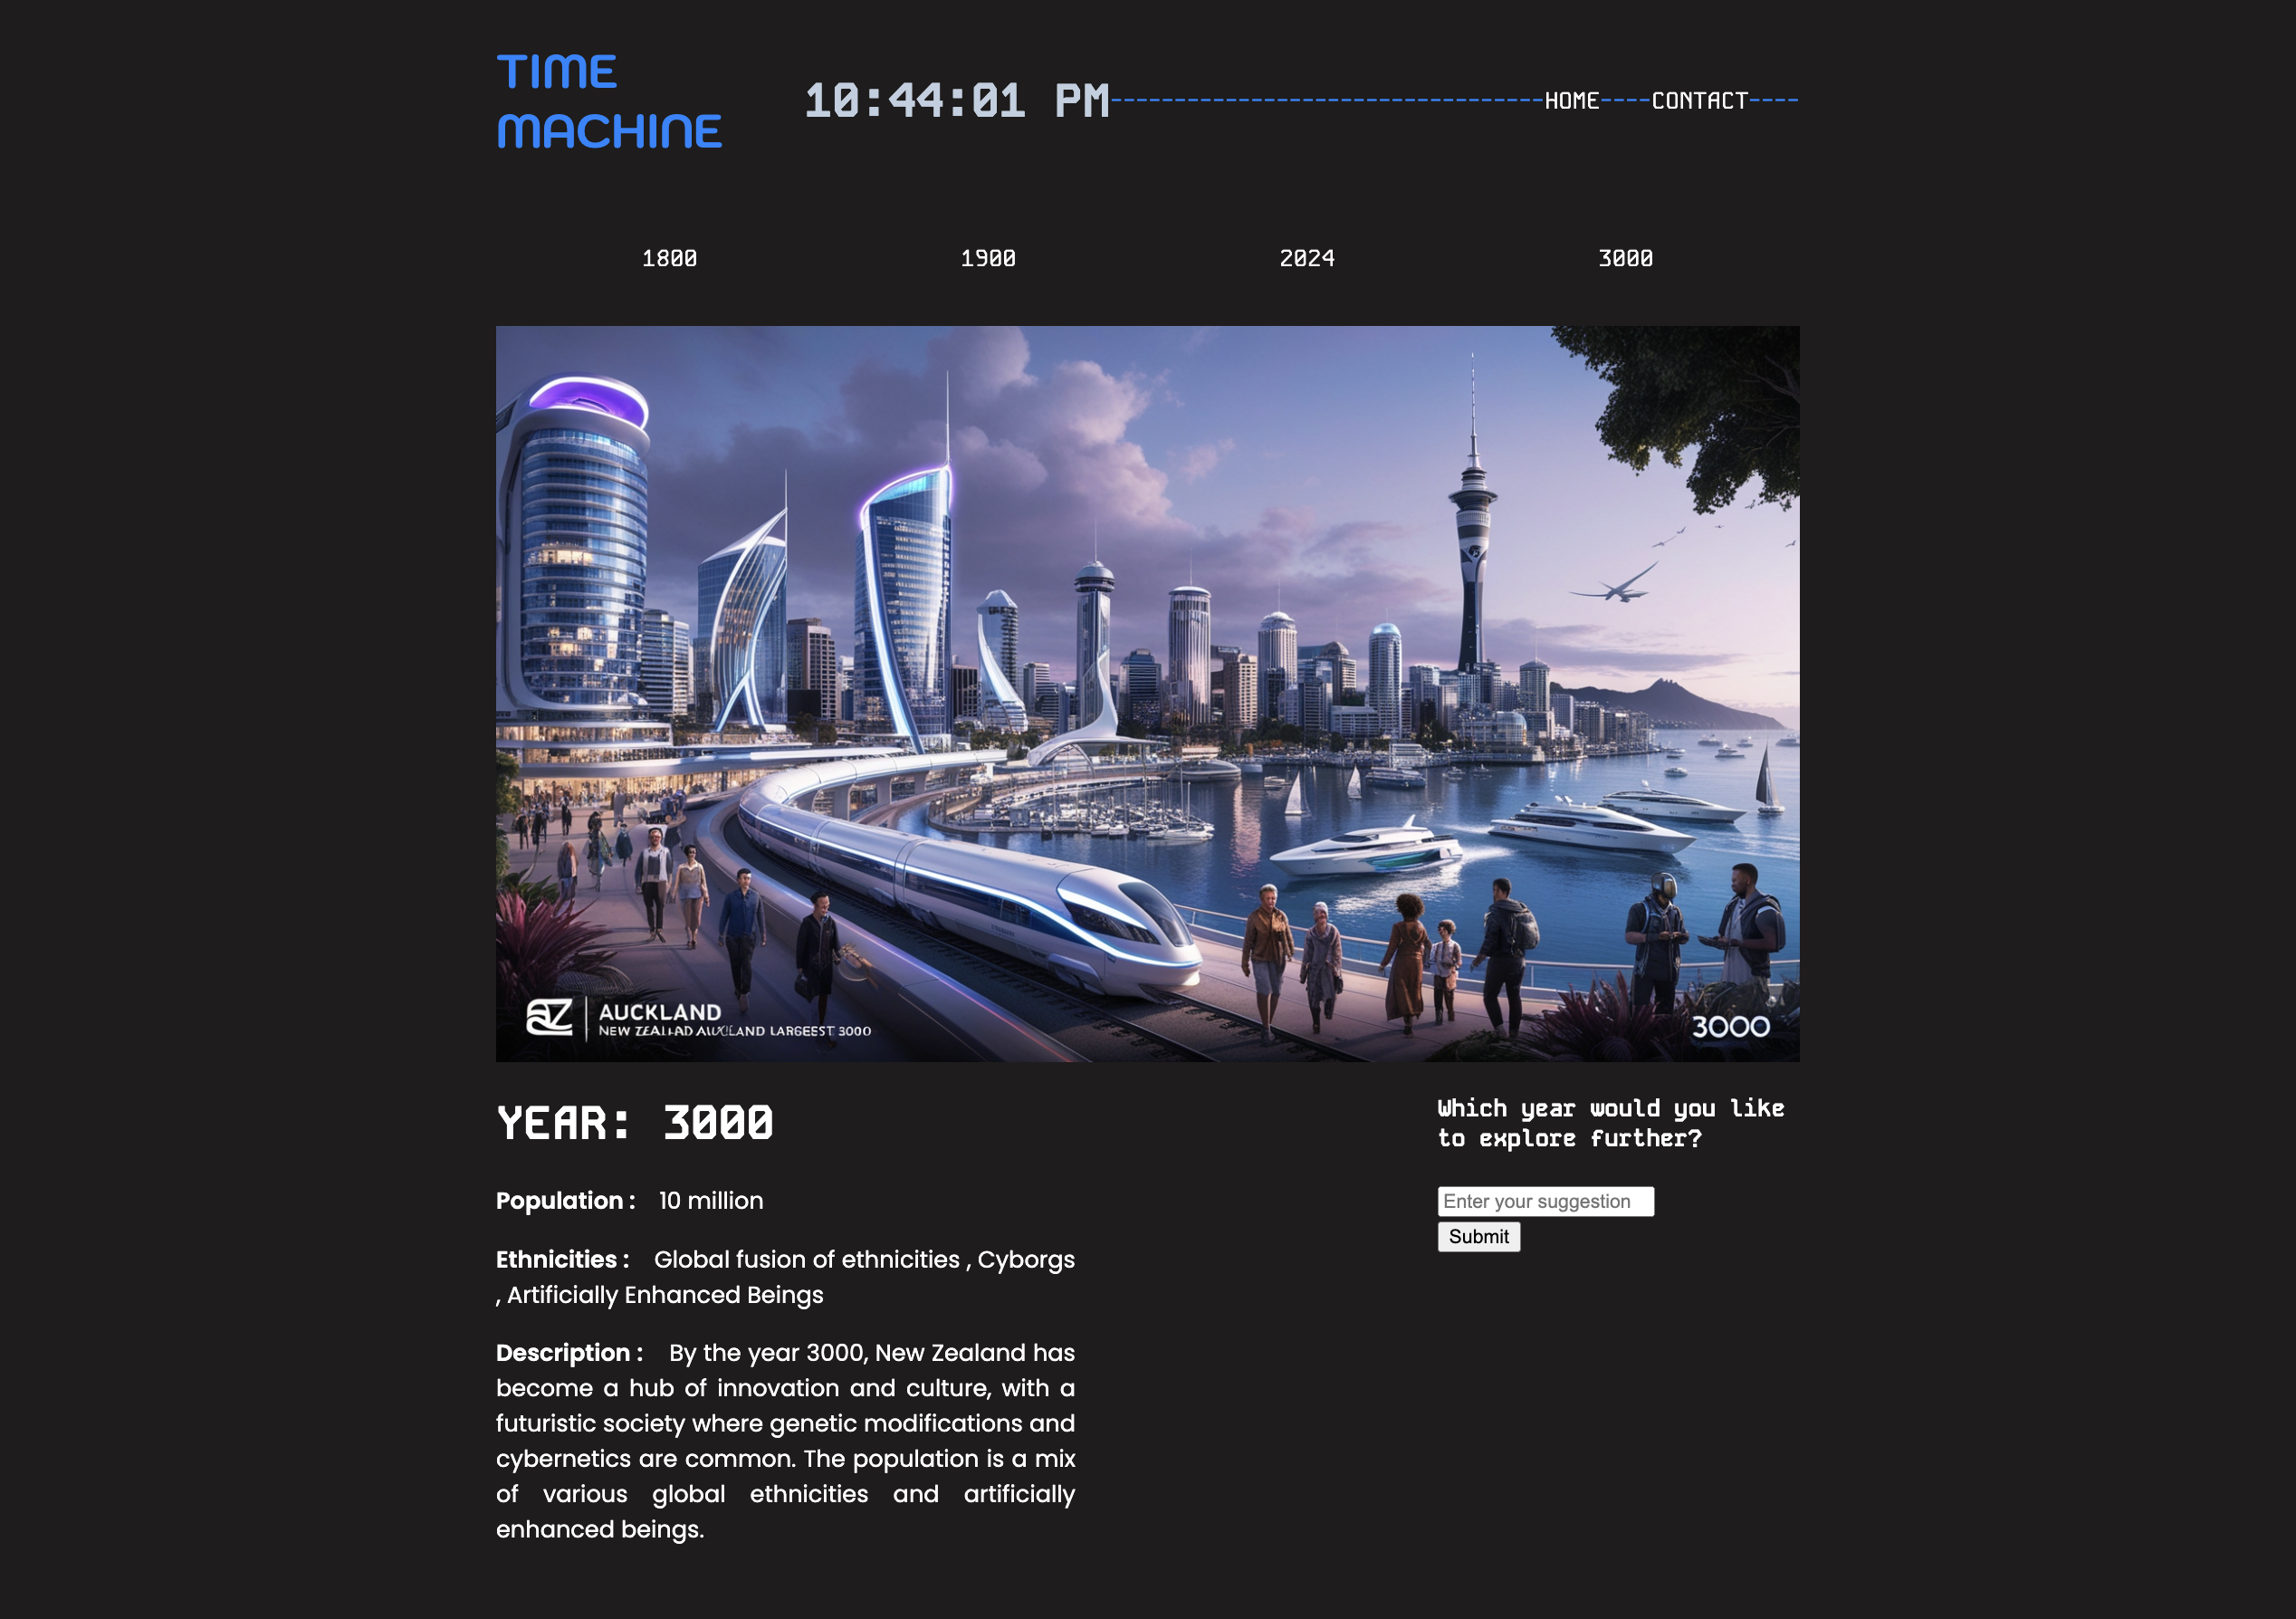 TIME
MACHINE
10:44:01 PM
HOME
CONTACT
1800
1900
2024
3000
AUCKLAND
NEW LARGEEST 3000
3000
YEAR: 3000
Population : 10 million
Ethnicities : Global fusion of ethnicities , Cyborgs
, Artificially Enhanced Beings
Description : By the year 3000, New Zealand has
become a hub of innovation and culture, with a
futuristic society where genetic modifications and
cybernetics are common. The population is a mix
of various global ethnicities and artificially
enhanced beings.
Which year would you like
to explore further?
Enter your suggestion
Submit